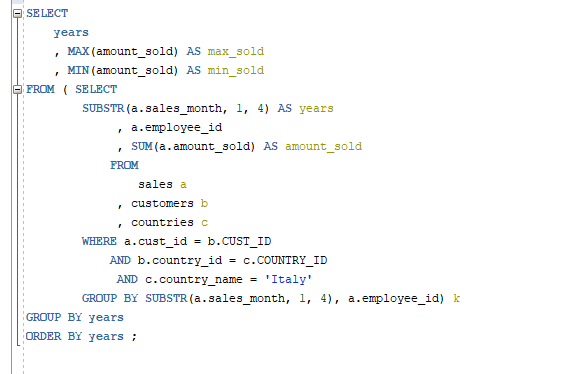 SELECT
years
, MAX(amount_sold) AS max_sold
, MIN(amount_sold) AS min_sold
FROM ( SELECT
SUBSTR(a.sales_month, 1, 4) AS years
, a.employee_id
, SUM(a.amount_sold) AS amount_sold
FROM
sales a
, customers b
, countries c
WHERE a.cust_id = b.CUST_ID
AND b.country_id = c.COUNTRY_ID
AND c.country_name = 'Italy'
GROUP BY SUBSTR(a.sales_month, 1, 4), a.employee_id) k
GROUP BY years
ORDER BY years ;